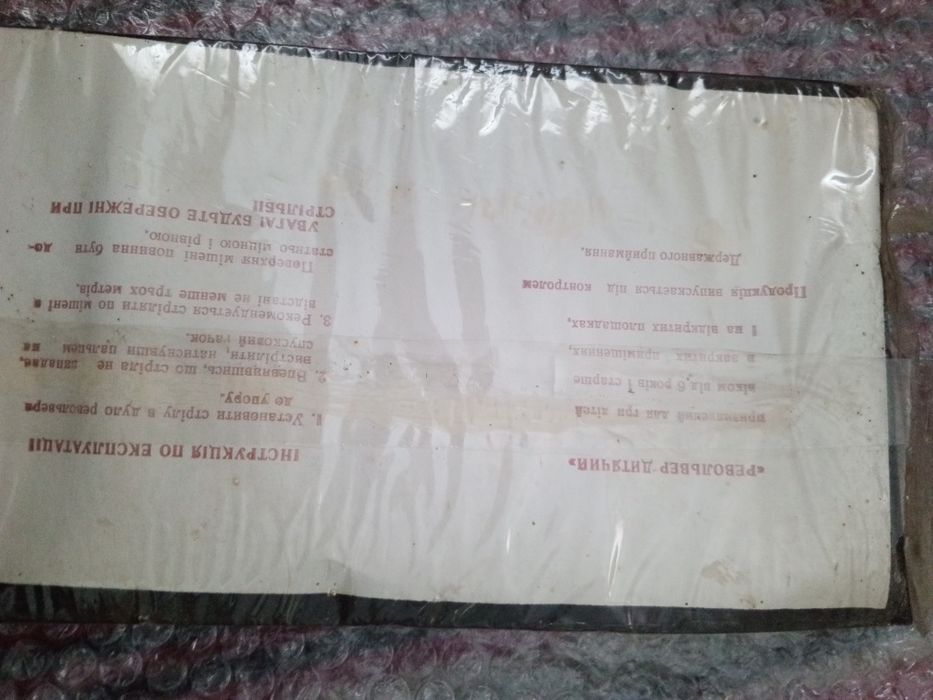 «РЕВОЛЬВЕР ДИТЯЧИЙ»
призначений для гри дітей
віком від 6 років і старше
в закритих приміщеннях,
і на відкритих площадках.
Продукція випускається під контролем
Державного приймання.
ІНСТРУКЦІЯ ПО ЕКСПЛУАТАЦІЇ
1. Установити стрілу в дуло револьвера
до упору.
2. Впевнившись, що стріла не западає,
вистрілити, натиснувши пальцем на
спусковий гачок.
3. Рекомендується стріляти по мішені з
відстані не менше трьох метрів.
Поверхня мішені повинна бути до-
статньо міцною і рівною.
УВАГА! БУДЬТЕ ОБЕРЕЖНІ ПРИ
СТРІЛЬБІ!